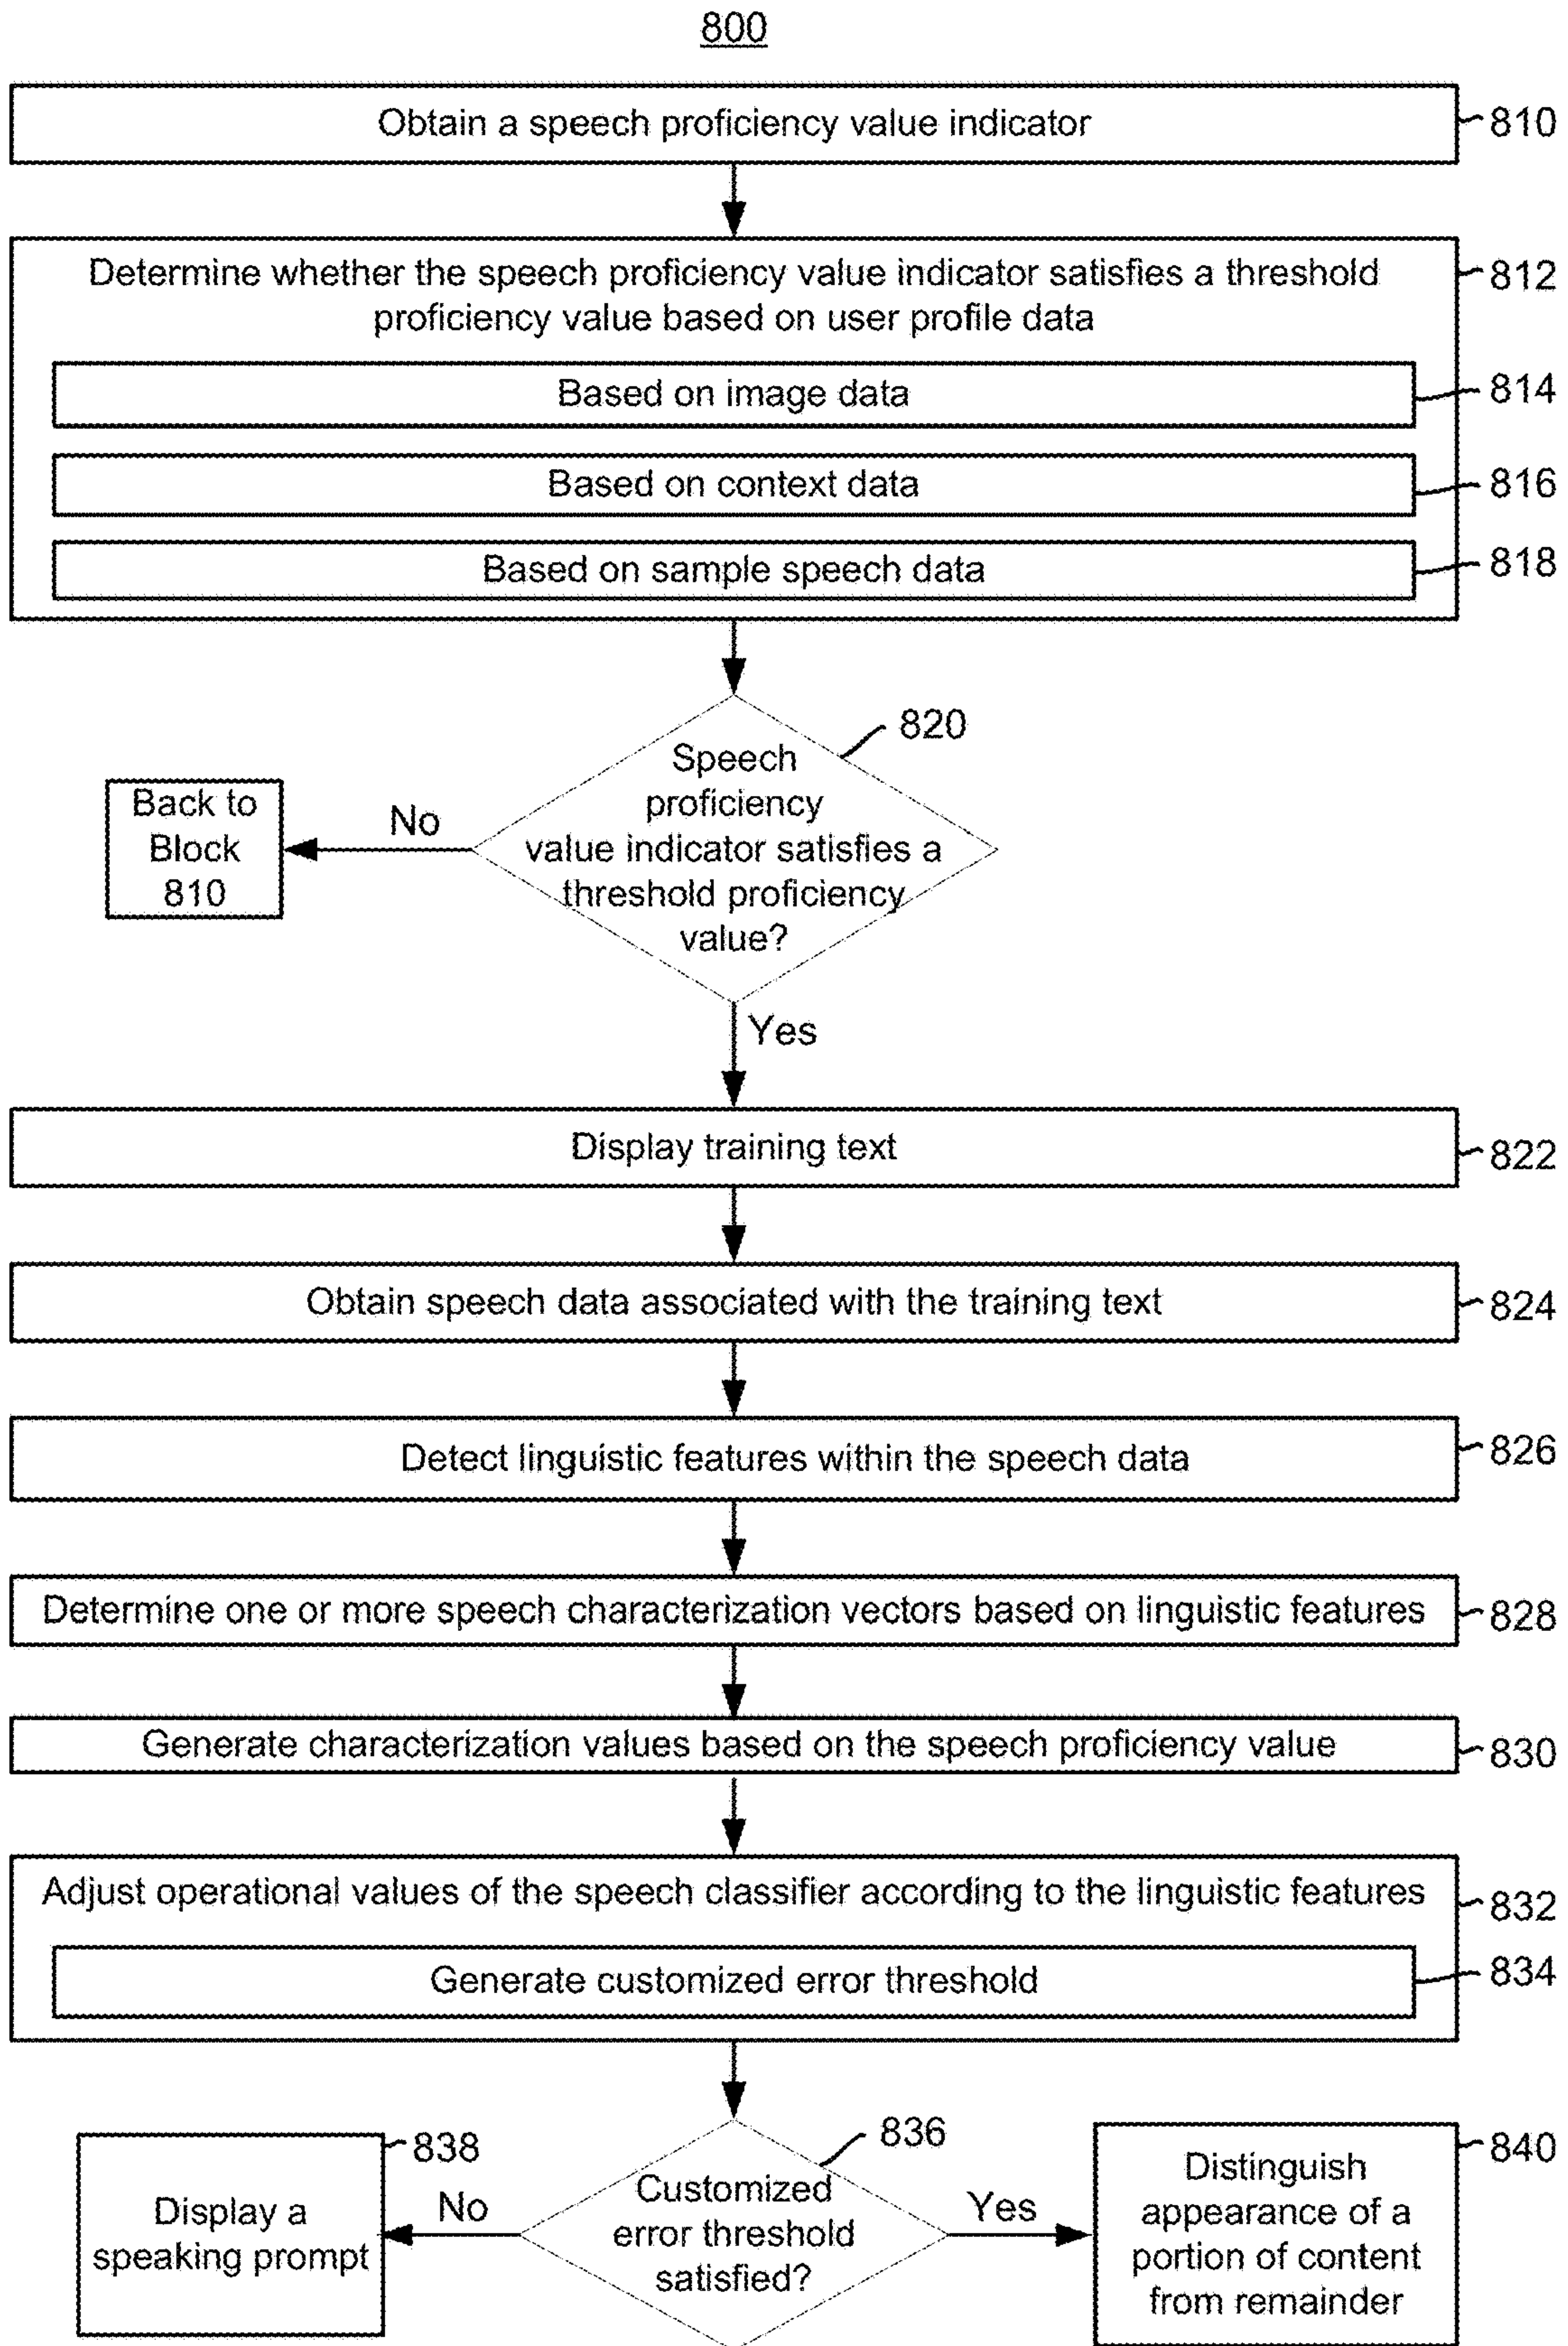 800
Obtain a speech proficiency value indicator
810
Determine whether the speech proficiency value indicator satisfies a threshold
proficiency value based on user profile data
812
Based on image data
814
Based on context data
816
Based on sample speech data
818
820
Speech
proficiency
value indicator satisfies a
threshold proficiency
value?
No
Back to
Block
810
Yes
Display training text
822
Obtain speech data associated with the training text
824
Detect linguistic features within the speech data
826
Determine one or more speech characterization vectors based on linguistic features
828
Generate characterization values based on the speech proficiency value
830
Adjust operational values of the speech classifier according to the linguistic features
832
Generate customized error threshold
834
836
Customized
error threshold
satisfied?
No
838
Display a
speaking prompt
Yes
840
Distinguish
appearance of a
portion of content
from remainder